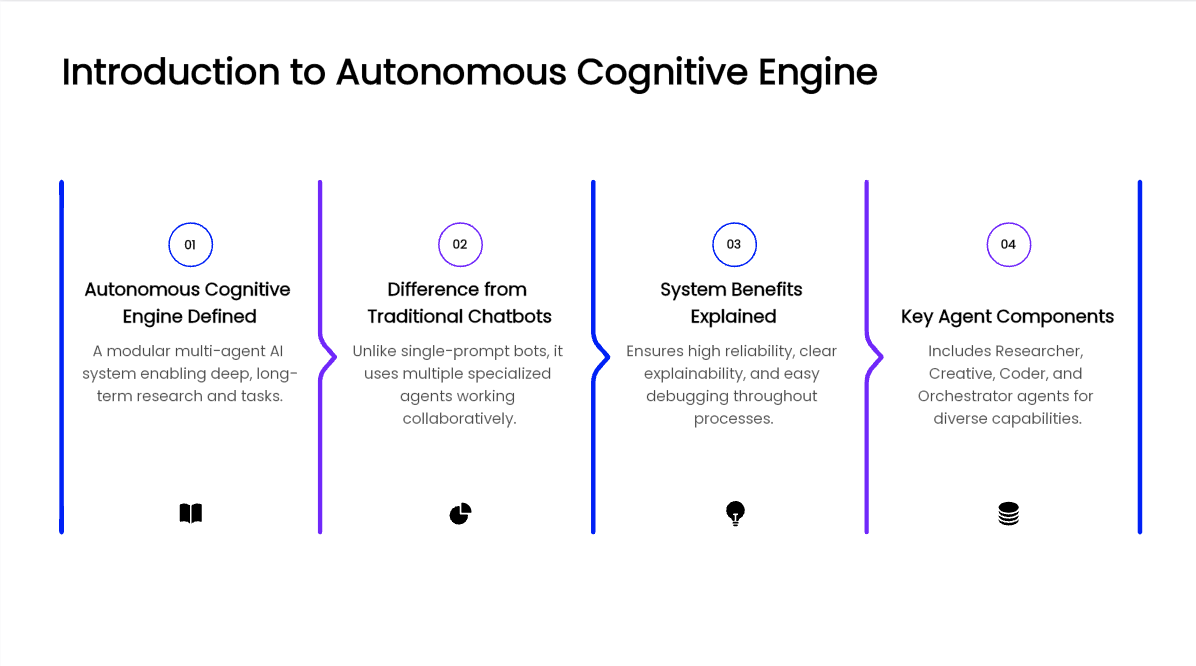 Introduction to Autonomous Cognitive Engine
01
Autonomous Cognitive
Engine Defined
A modular multi-agent AI
system enabling deep, long-
term research and tasks.
02
Difference from
Traditional Chatbots
Unlike single-prompt bots, it
uses multiple specialized
agents working
collaboratively.
03
System Benefits
Explained
Ensures high reliability, clear
explainability, and easy
debugging throughout
processes.
04
Key Agent Components
Includes Researcher,
Creative, Coder, and
Orchestrator agents for
diverse capabilities.